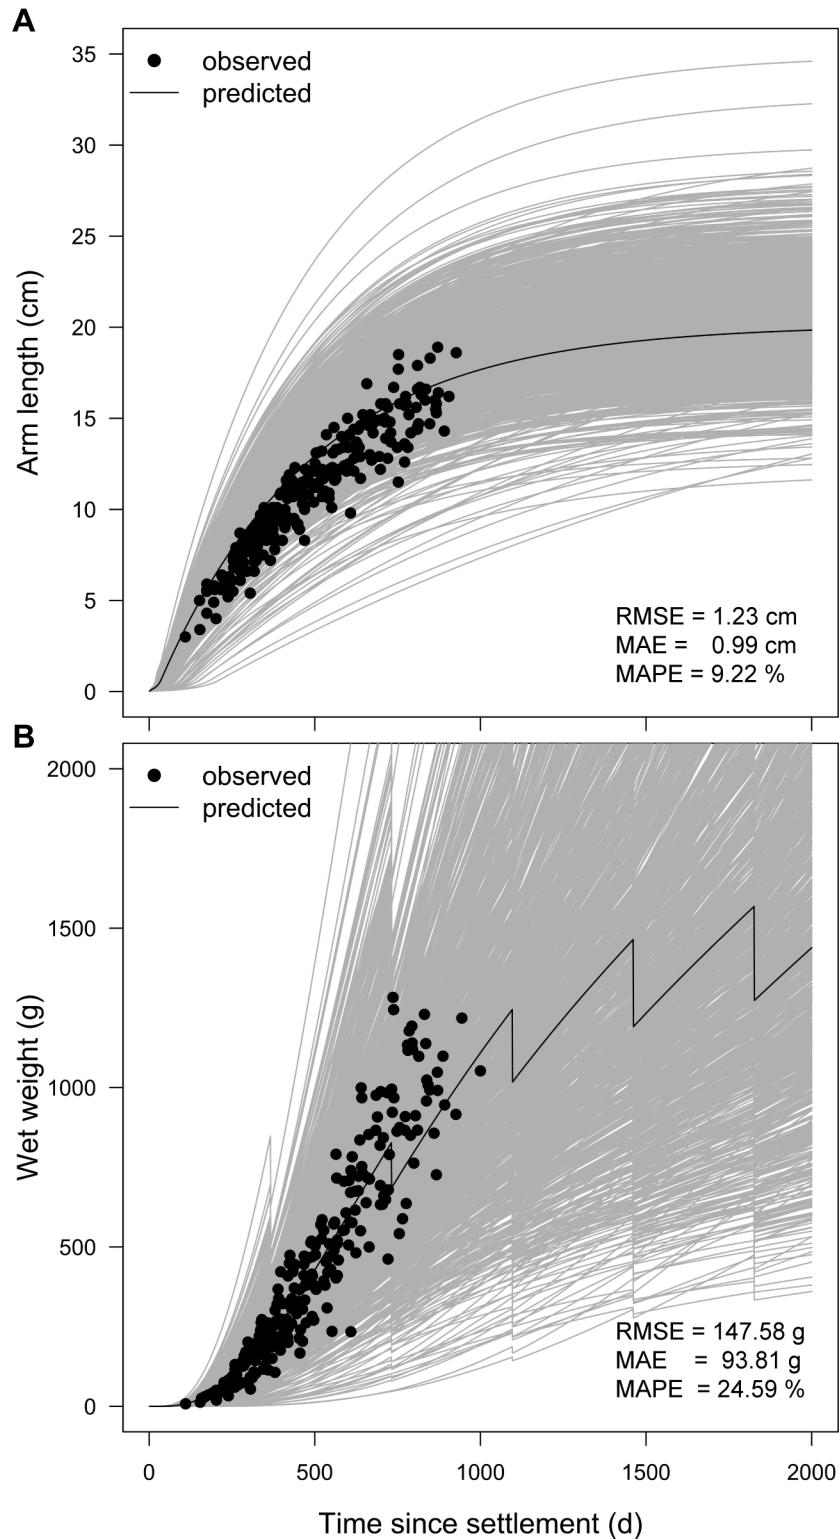 A
35
30
25
20
15
10
5
0
Arm length (cm)
observed
predicted
RMSE = 1.23 cm
MAE = 0.99 cm
MAPE = 9.22 %
B
2000
1500
1000
500
0
Wet weight (g)
observed
predicted
RMSE = 147.58 g
MAE = 93.81 g
MAPE = 24.59 %
0 500 1000 1500 2000
Time since settlement (d)